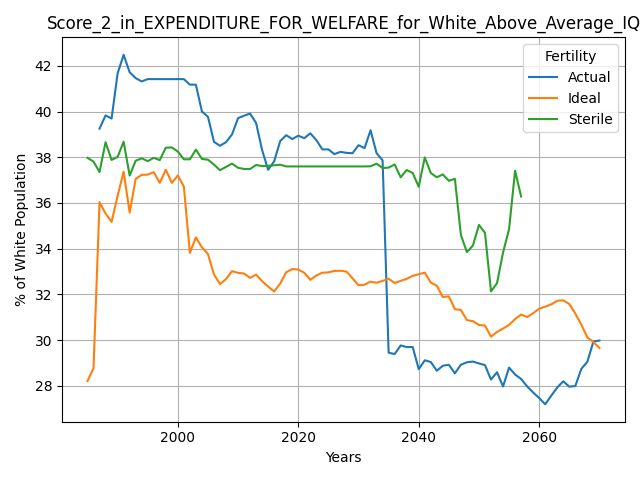 Score_2_in_EXPENDITURE_FOR_WELFARE_for_White_Above_Average_IQ
Fertility
Actual
Ideal
Sterile
% of White Population
42
40
38
36
34
32
30
28
2000
2020
2040
2060
Years